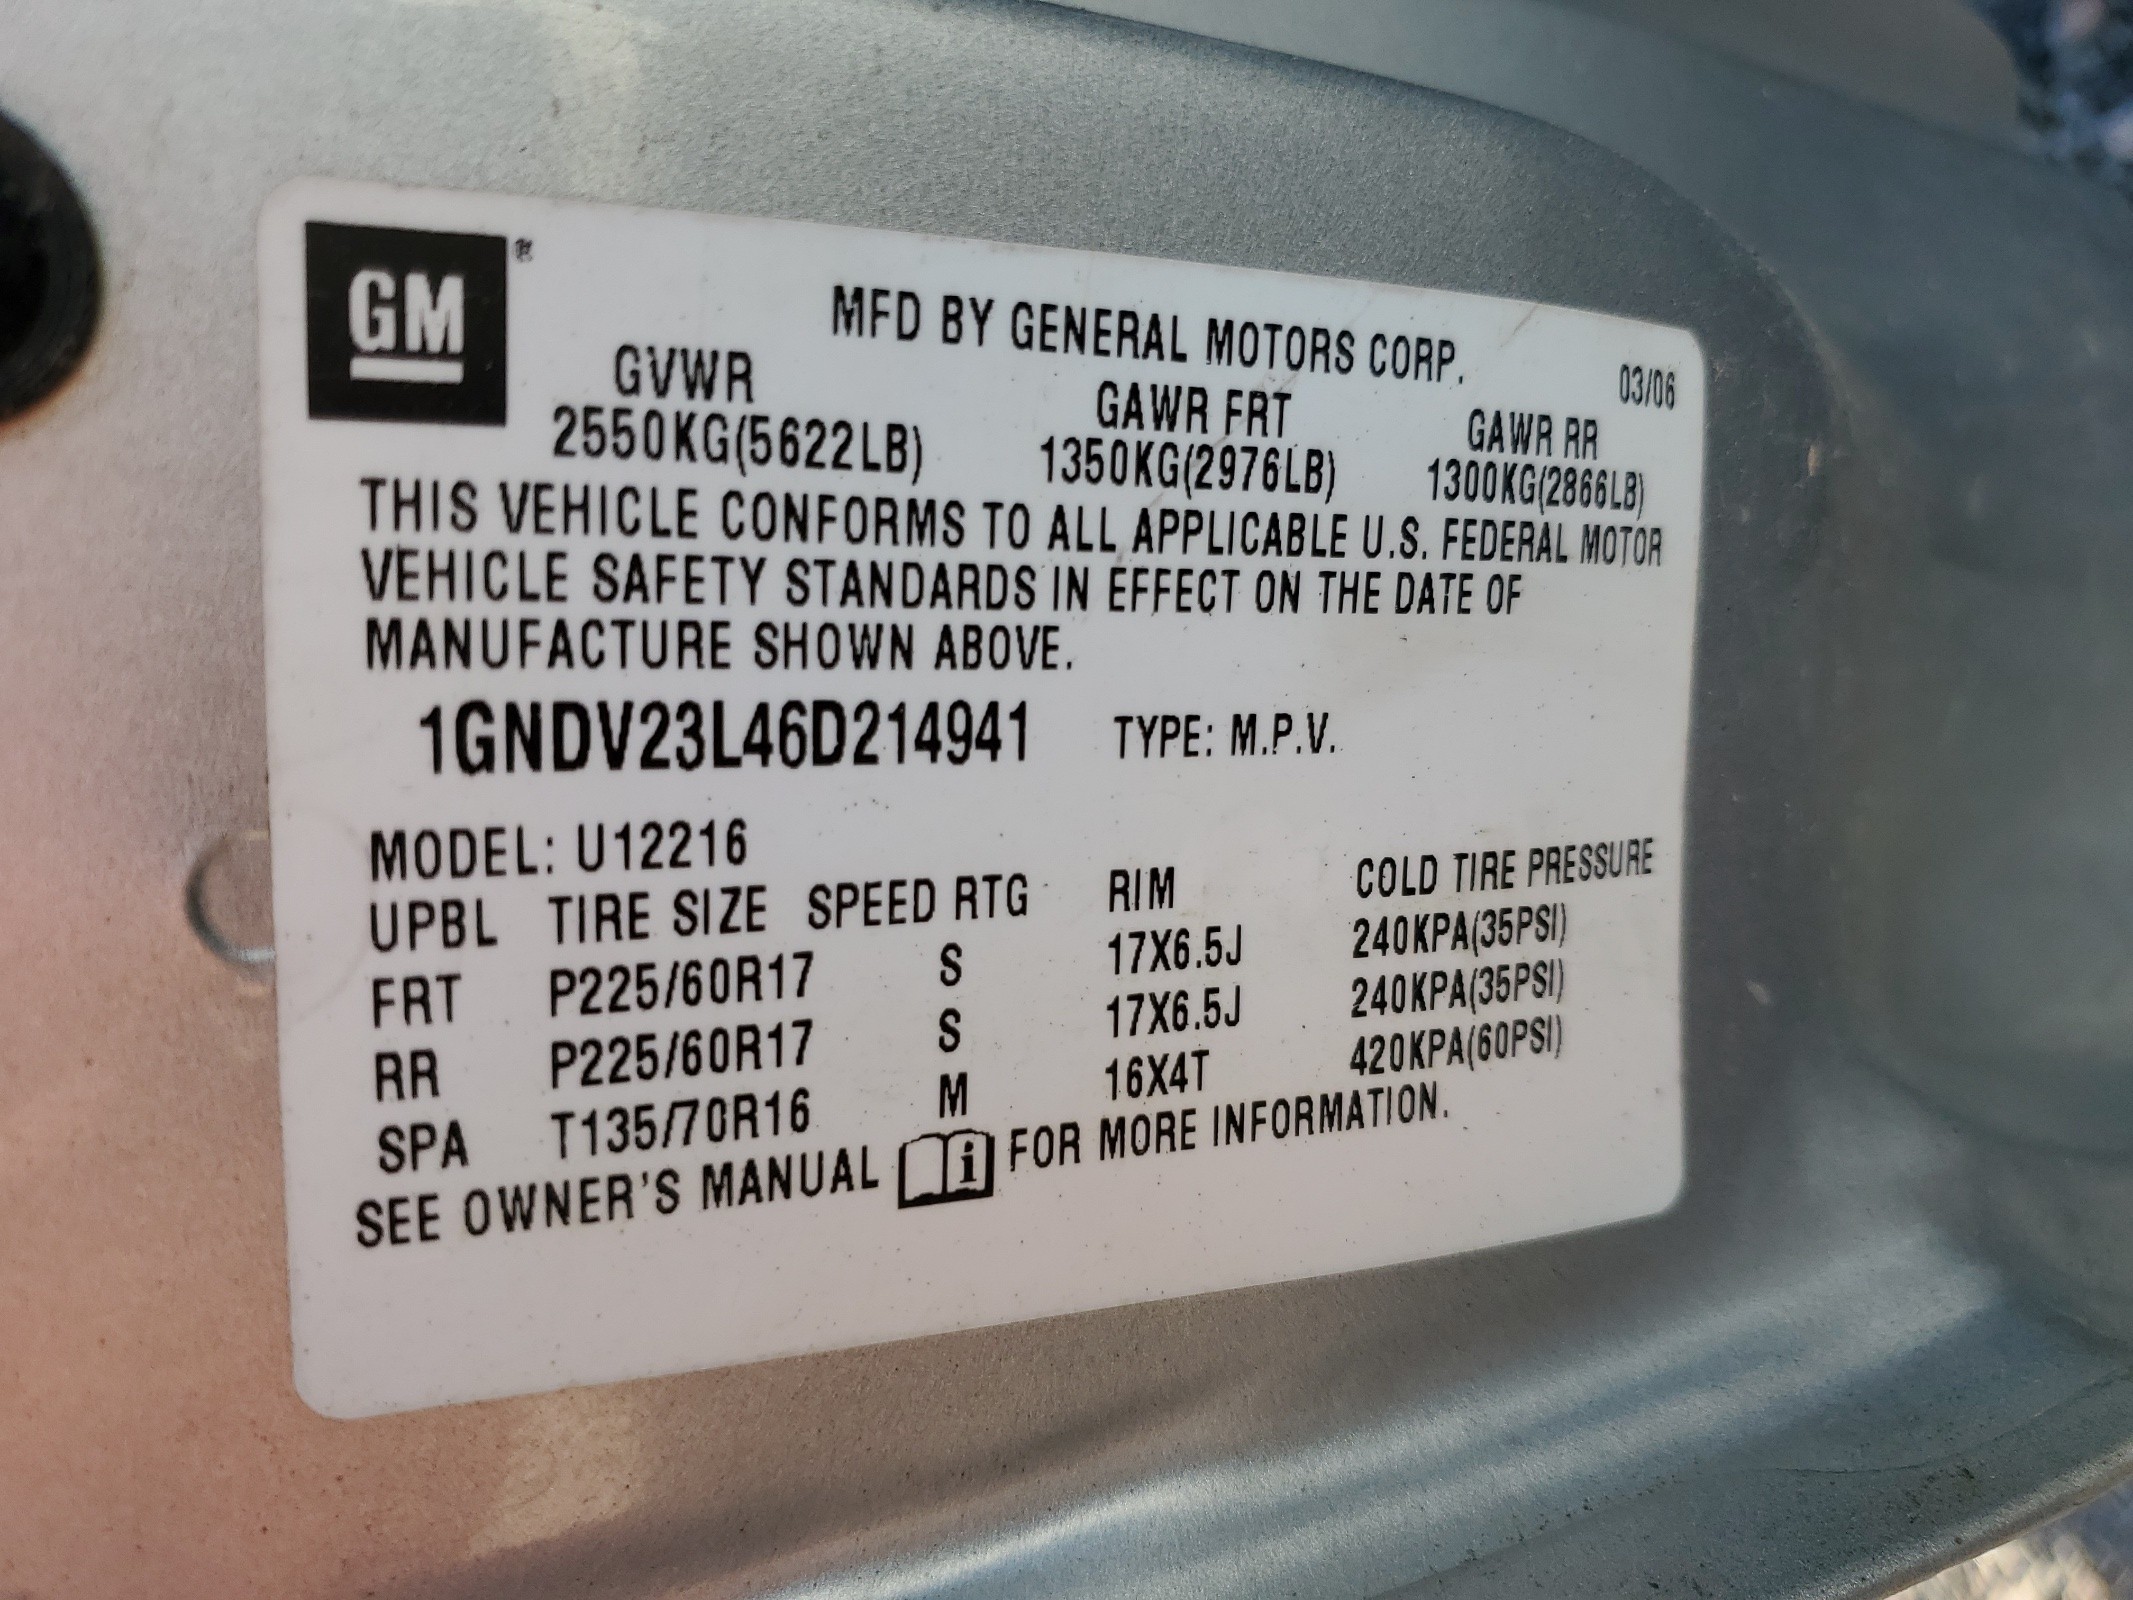 GM®
MFD BY GENERAL MOTORS CORP.
03/06
GVWR GAWR FRT GAWR RR
2550KG(5622LB) 1350KG(2976LB) 1300KG(2866LB)
THIS VEHICLE CONFORMS TO ALL APPLICABLE U.S. FEDERAL MOTOR
VEHICLE SAFETY STANDARDS IN EFFECT ON THE DATE OF
MANUFACTURE SHOWN ABOVE.
1GNDV23L46D214941 TYPE: M.P.V.
MODEL: U12216
UPBL TIRE SIZE SPEED RTG RIM COLD TIRE PRESSURE
FRT P225/60R17 S 17X6.5J 240KPA(35PSI)
RR P225/60R17 S 17X6.5J 240KPA(35PSI)
SPA T135/70R16 M 16X4T 420KPA(60PSI)
SEE OWNER'S MANUAL i FOR MORE INFORMATION.